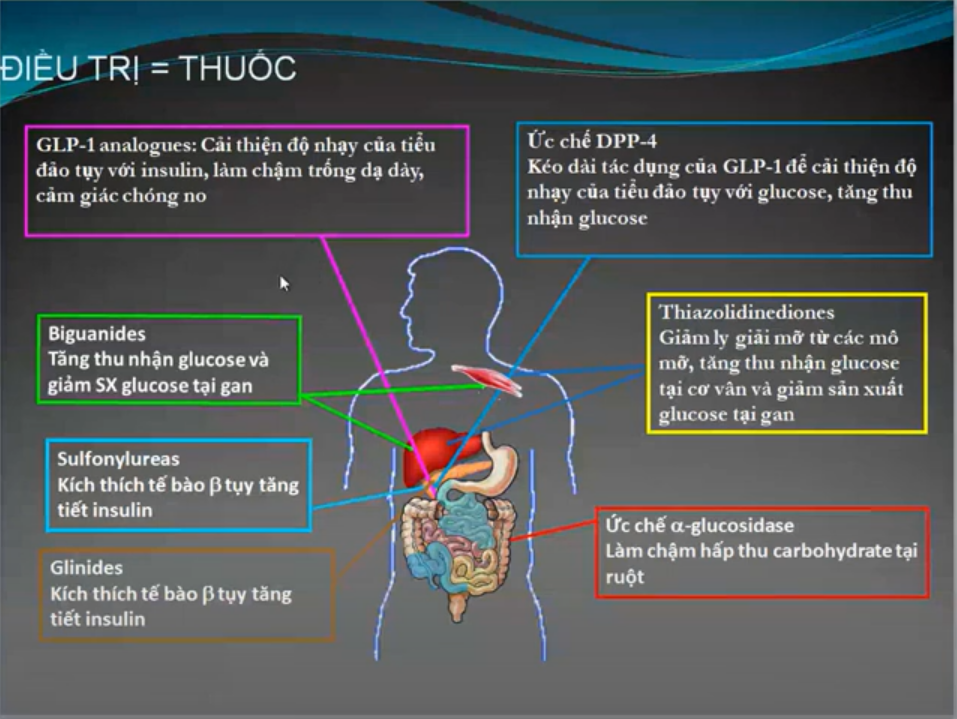 ĐIỀU TRỊ = THUỐC
GLP-1 analogues: Cải thiện độ nhạy của tiểu
đảo tụy với insulin, làm chậm trống dạ dày,
cảm giác chóng no
Ức chế DPP-4
Kéo dài tác dụng của GLP-1 để cải thiện độ
nhạy của tiểu đảo tụy với glucose, tăng thu
nhận glucose
Biguanides
Tăng thu nhận glucose và
giảm SX glucose tại gan
Thiazolidinediones
Giảm ly giải mỡ từ các mô
mỡ, tăng thu nhận glucose
tại cơ vân và giảm sản xuất
glucose tại gan
Sulfonylureas
Kích thích tế bào β tụy tăng
tiết insulin
Ức chế α-glucosidase
Làm chậm hấp thu carbohydrate tại
ruột
Glinides
Kích thích tế bào β tụy tăng
tiết insulin